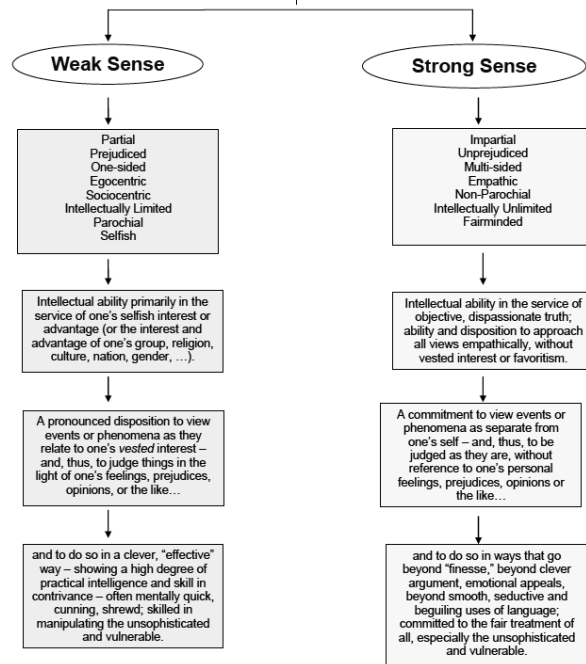 Weak Sense
Partial
Prejudiced
One-sided
Egocentric
Sociocentric
Intellectually Limited
Parochial
Selfish
Intellectual ability primarily in the
service of one's selfish interest or
advantage (or the interest and
advantage of one's group, religion,
culture, nation, gender, …).
A pronounced disposition to view
events or phenomena as they
relate to one's vested interest –
and, thus, to judge things in the
light of one's feelings, prejudices,
opinions, or the like…
and to do so in a clever, “effective”
way – showing a high degree of
practical intelligence and skill in
contrivance – often mentally quick,
cunning, shrewd; skilled in
manipulating the unsophisticated
and vulnerable.
Strong Sense
Impartial
Unprejudiced
Multi-sided
Empathic
Non-Parochial
Intellectually Unlimited
Fairminded
Intellectual ability in the service of
objective, dispassionate truth;
ability and disposition to approach
all views empathically, without
vested interest or favoritism.
A commitment to view events or
phenomena as separate from
one's self – and, thus, to be
judged as they are, without
reference to one's personal
feelings, prejudices, opinions or
the like…
and to do so in ways that go
beyond “finesse,” beyond clever
argument, emotional appeals,
beyond smooth, seductive and
beguiling uses of language;
committed to the fair treatment of
all, especially the unsophisticated
and vulnerable.